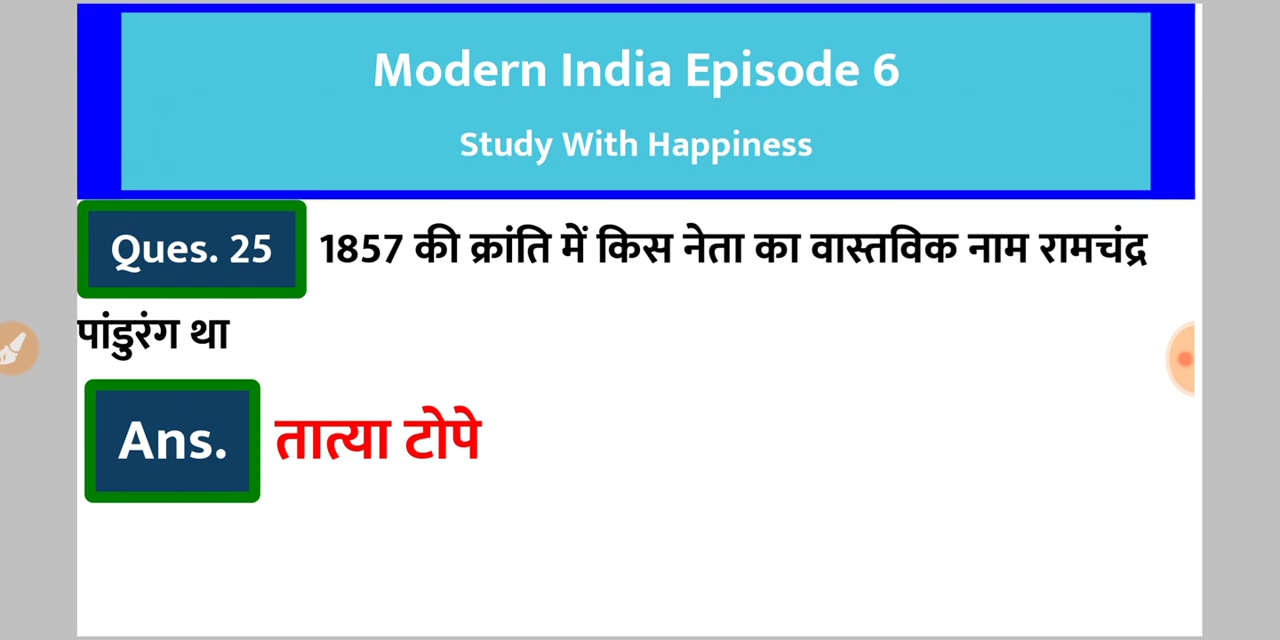 Modern India Episode 6
Study With Happiness
Ques. 25 1857 की क्रांति में किस नेता का वास्तविक नाम रामचंद्र
पांडुरंग था
Ans. तात्या टोपे